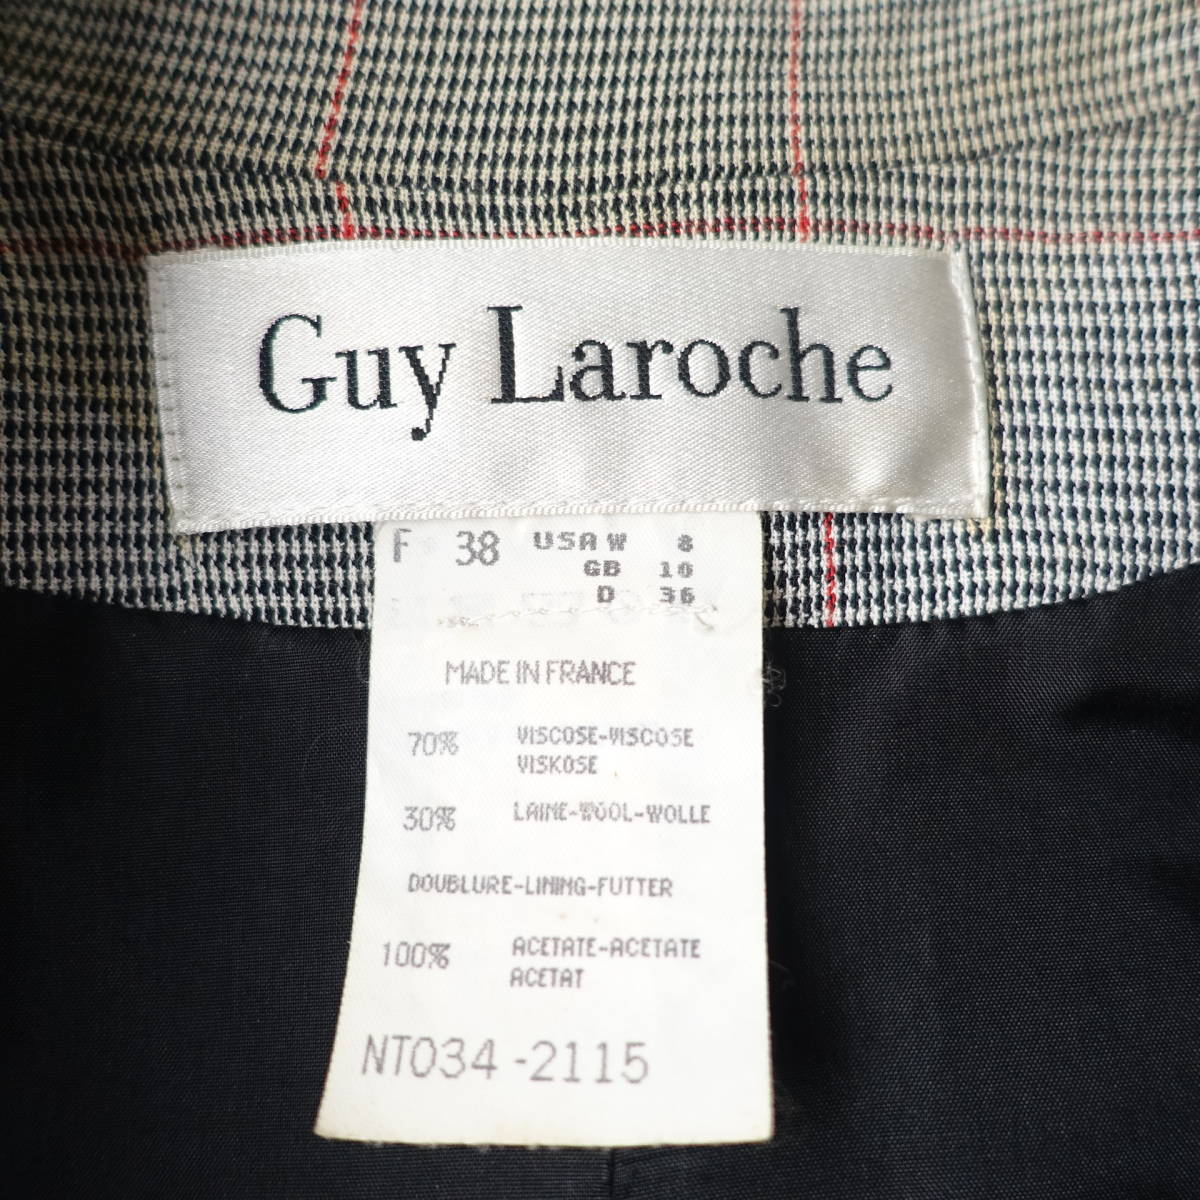 Guy Laroche
F 38 USA W 8
GB 10
D 36
MADE IN FRANCE
70% VISCOSE-VISCOSE
VISKOSE
30% LAINE-WOOL-WOLLE
DOUBLURE-LINING-FUTTER
100% ACETATE-ACETATE
ACETAT
NTO34-2115